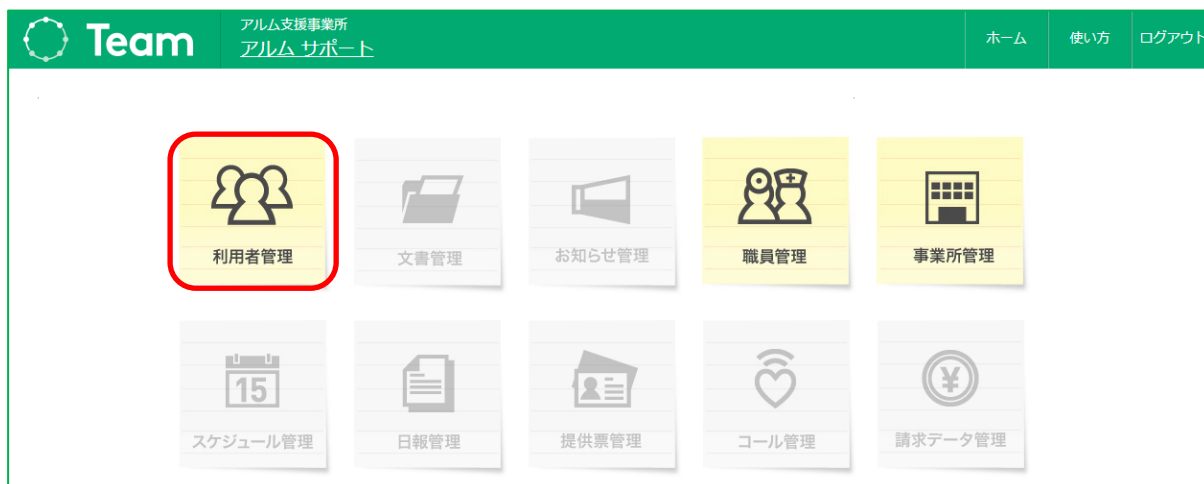 Team
アルム支援事業所
アルム サポート
ホーム
使い方
ログアウト
利用者管理
文書管理
お知らせ管理
職員管理
事業所管理
15
スケジュール管理
日報管理
提供票管理
コール管理
¥
請求データ管理